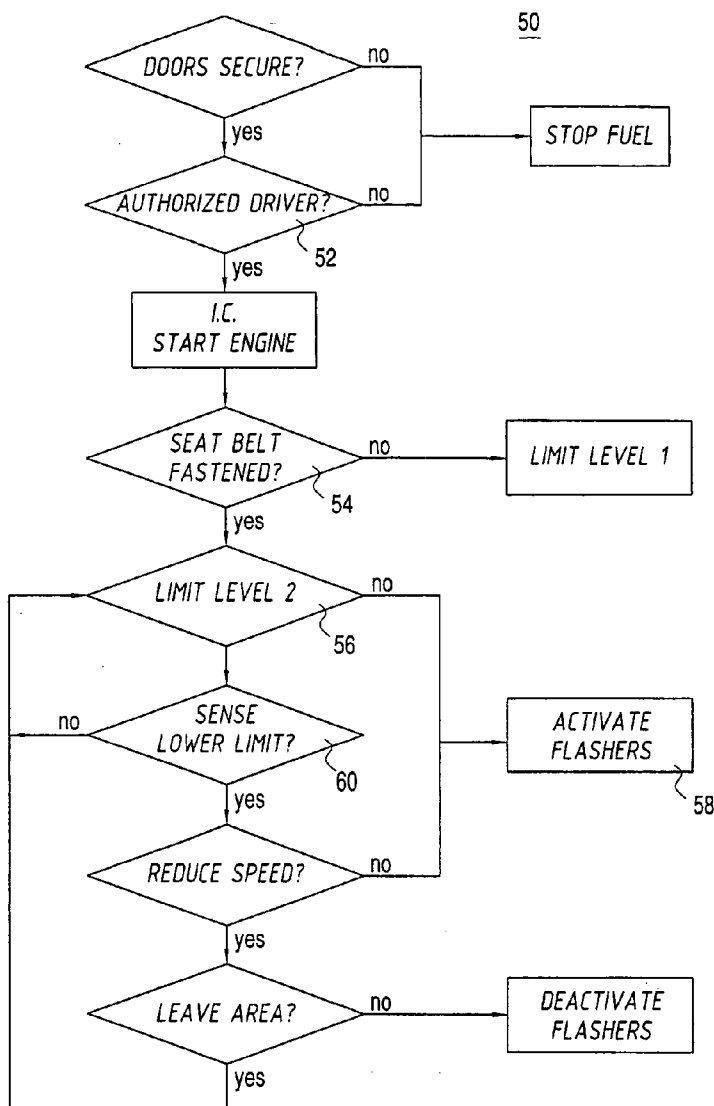 50
DOORS SECURE?
no
yes
STOP FUEL
AUTHORIZED DRIVER?
no
52
yes
I.C.
START ENGINE
SEAT BELT
FASTENED?
no
54
yes
LIMIT LEVEL 1
LIMIT LEVEL 2
no
56
SENSE
LOWER LIMIT?
no
60
yes
ACTIVATE
FLASHERS
58
REDUCE SPEED?
no
yes
LEAVE AREA?
no
yes
DEACTIVATE
FLASHERS